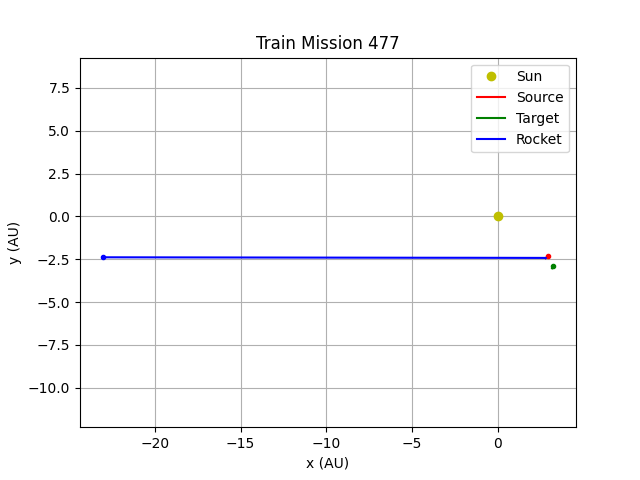 Train Mission 477
Sun
Source
Target
Rocket
y (AU)
7.5
5.0
2.5
0.0
−2.5
−5.0
−7.5
−10.0
−20
−15
−10
−5
0
x (AU)